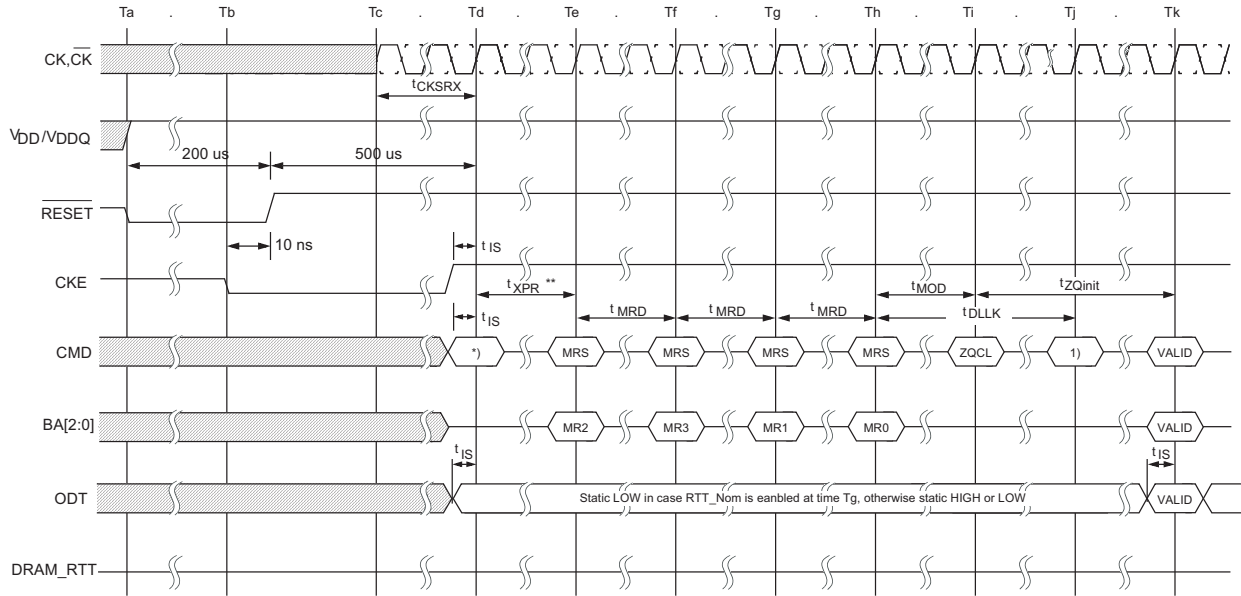 Ta . Tb Tc . Td . Te . Tf . Tg . Th . Ti . Tj . Tk
CK,CK
tCKSRX
VDD/VDDQ
200 us 500 us
RESET
10 ns
tIS
CKE
tXPR ** tMOD tZQinit
tIS tMRD tMRD tMRD tDLLK
CMD *) MRS MRS MRS MRS ZQCL 1) VALID
BA[2:0] MR2 MR3 MR1 MR0 VALID
tIS tIS
ODT Static LOW in case RTT_Nom is eanbled at time Tg, otherwise static HIGH or LOW VALID
DRAM_RTT